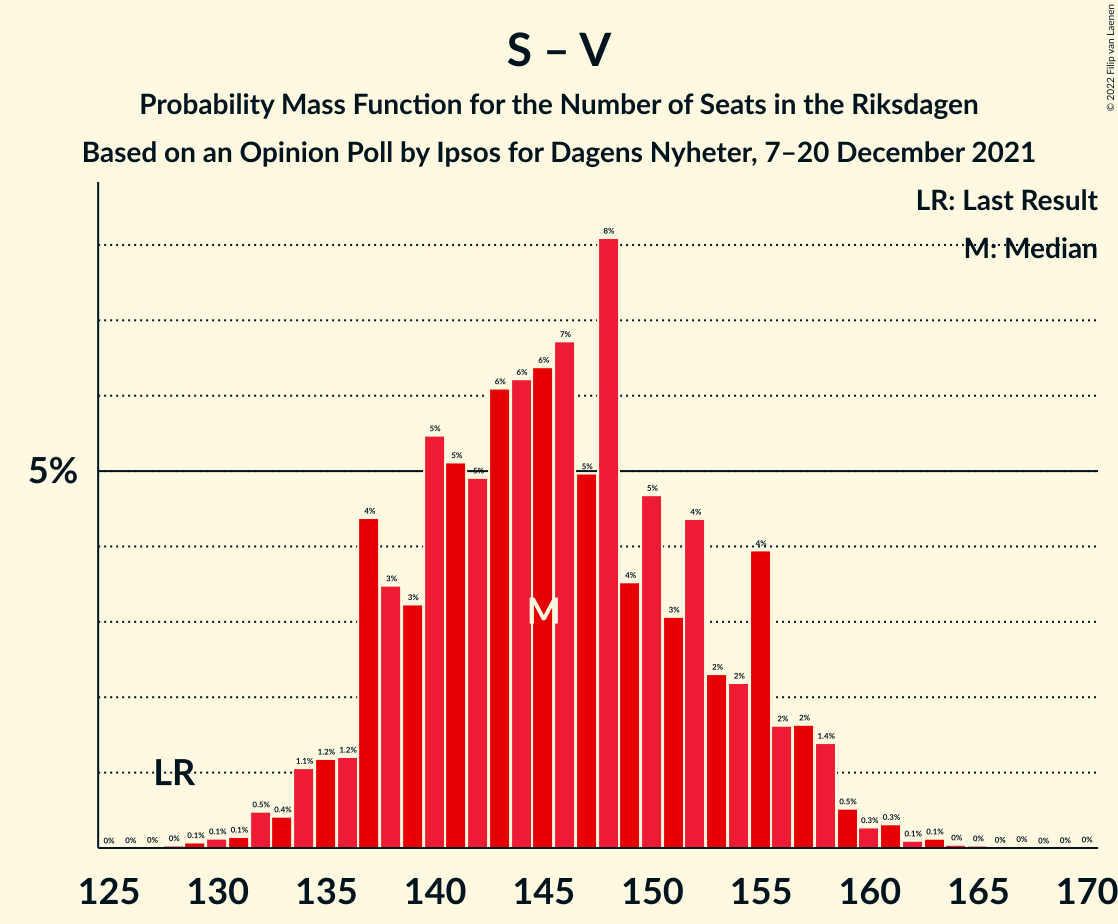 S – V
Probability Mass Function for the Number of Seats in the Riksdagen
Based on an Opinion Poll by Ipsos for Dagens Nyheter, 7–20 December 2021
© 2022 Filip van Laenen
LR: Last Result
M: Median
5%
0% 0% 0% 0% 0.1% 0.1% 0.1% 0.5% 0.4% 1.1% 1.2% 1.2% 4% 3% 3% 5% 5% 5% 6% 6% 6% 7% 5% 8% 4% 5% 3% 4% 2% 2% 4% 2% 2% 1.4% 0.5% 0.3% 0.3% 0.1% 0.1% 0% 0% 0% 0% 0% 0% 0%
M
LR
125 130 135 140 145 150 155 160 165 170